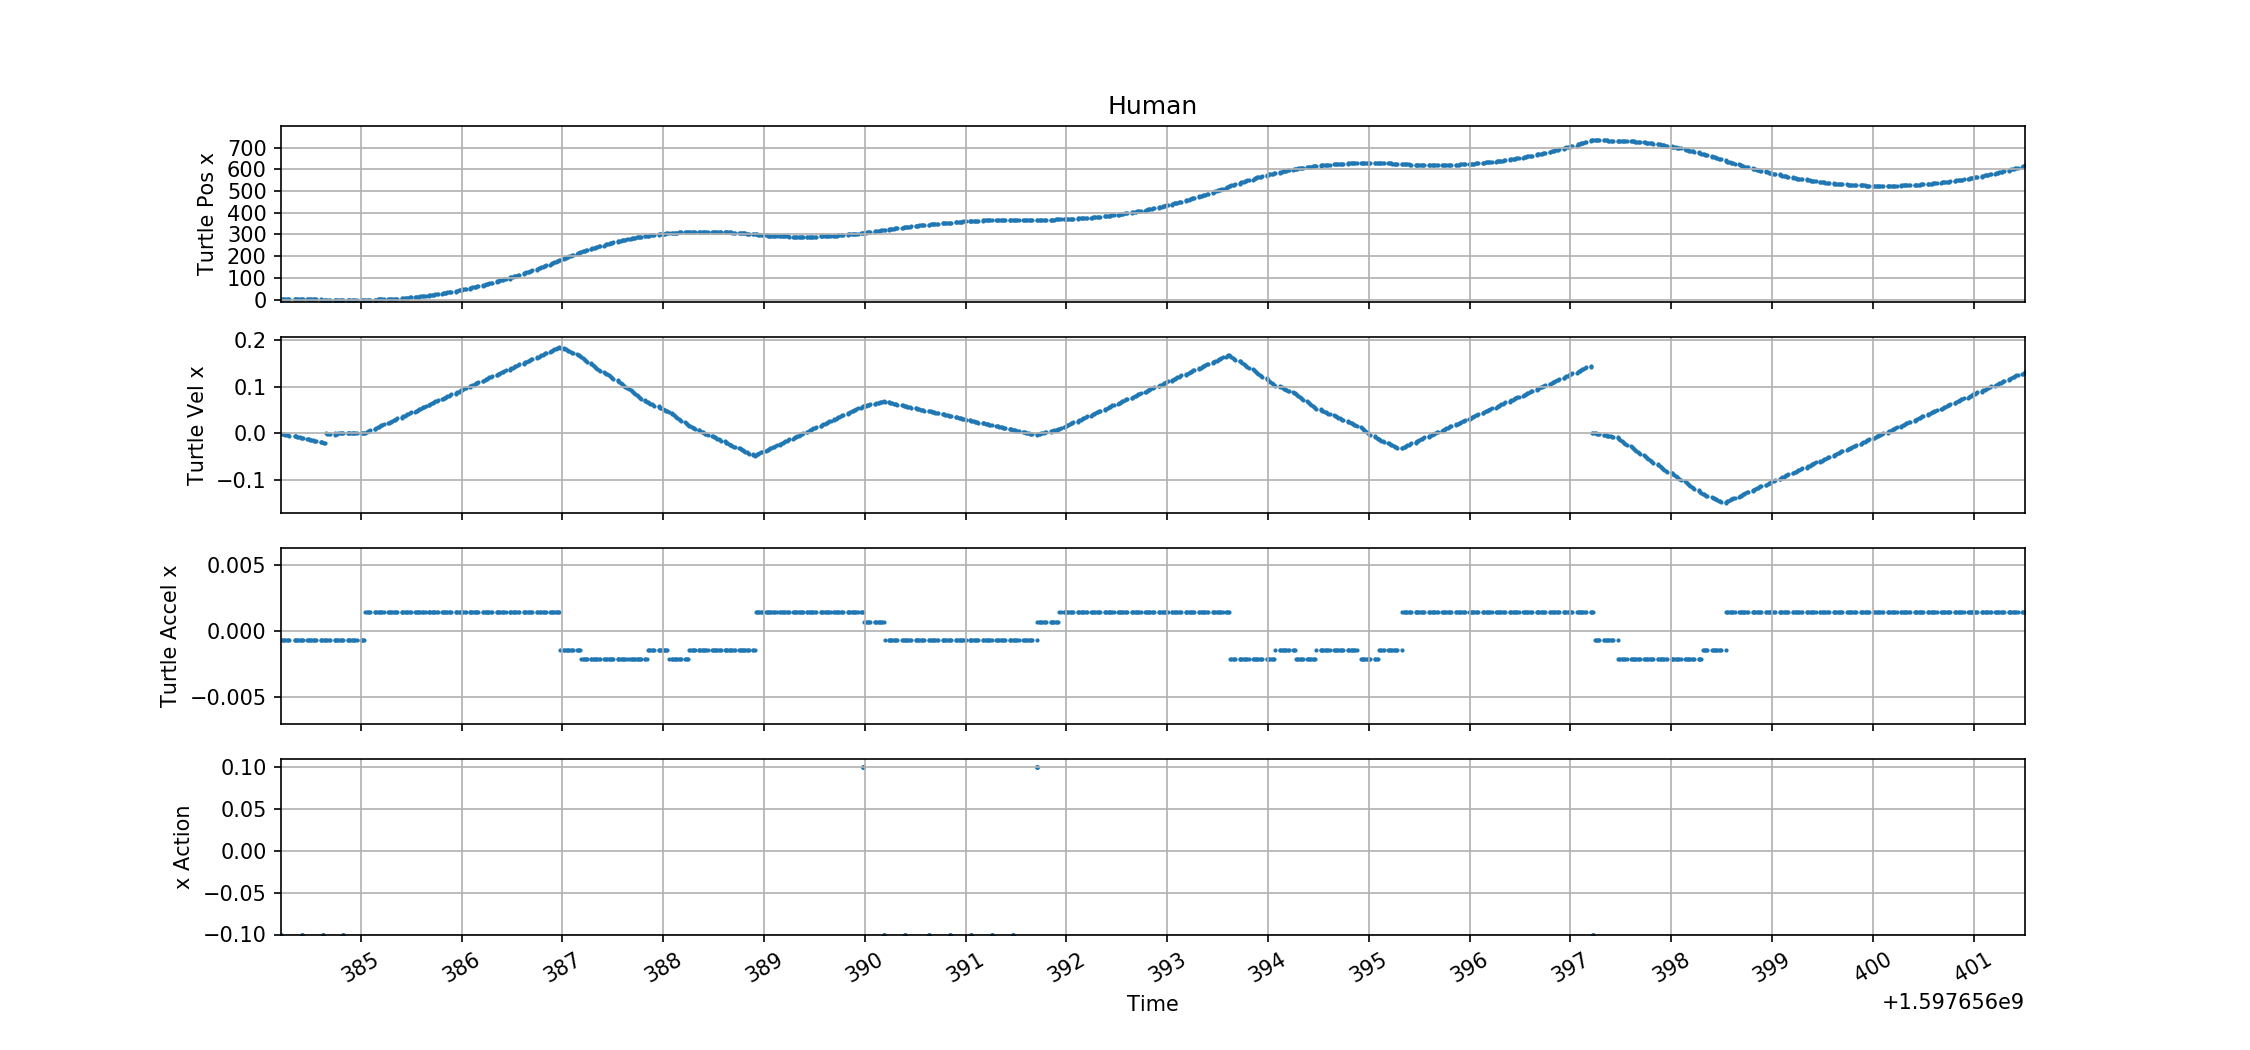 Human
Turtle Pos x
700
600
500
400
300
200
100
0
Turtle Vel x
0.2
0.1
0.0
−0.1
Turtle Accel x
0.005
0.000
−0.005
x Action
0.10
0.05
0.00
−0.05
−0.10
385 386 387 388 389 390 391 392 393 394 395 396 397 398 399 400 401
Time
+1.597656e9